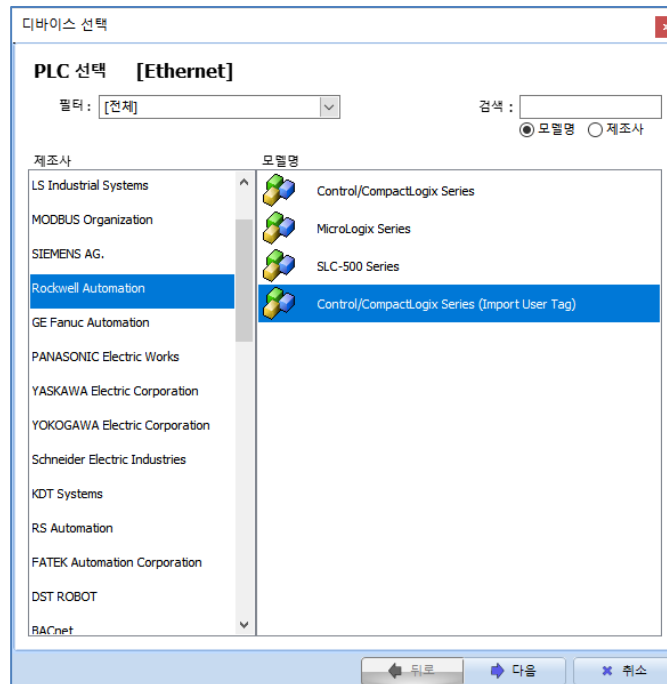 디바이스 선택
PLC 선택 [Ethernet]
필터 : [전체]
검색 :
모델명 제조사
제조사
LS Industrial Systems
MODBUS Organization
SIEMENS AG.
Rockwell Automation
GE Fanuc Automation
PANASONIC Electric Works
YASKAWA Electric Corporation
YOKOGAWA Electric Corporation
Schneider Electric Industries
KDT Systems
RS Automation
FATEK Automation Corporation
DST ROBOT
BACnet
모델명
Control/CompactLogix Series
MicroLogix Series
SLC-500 Series
Control/CompactLogix Series (Import User Tag)
뒤로 다음 취소